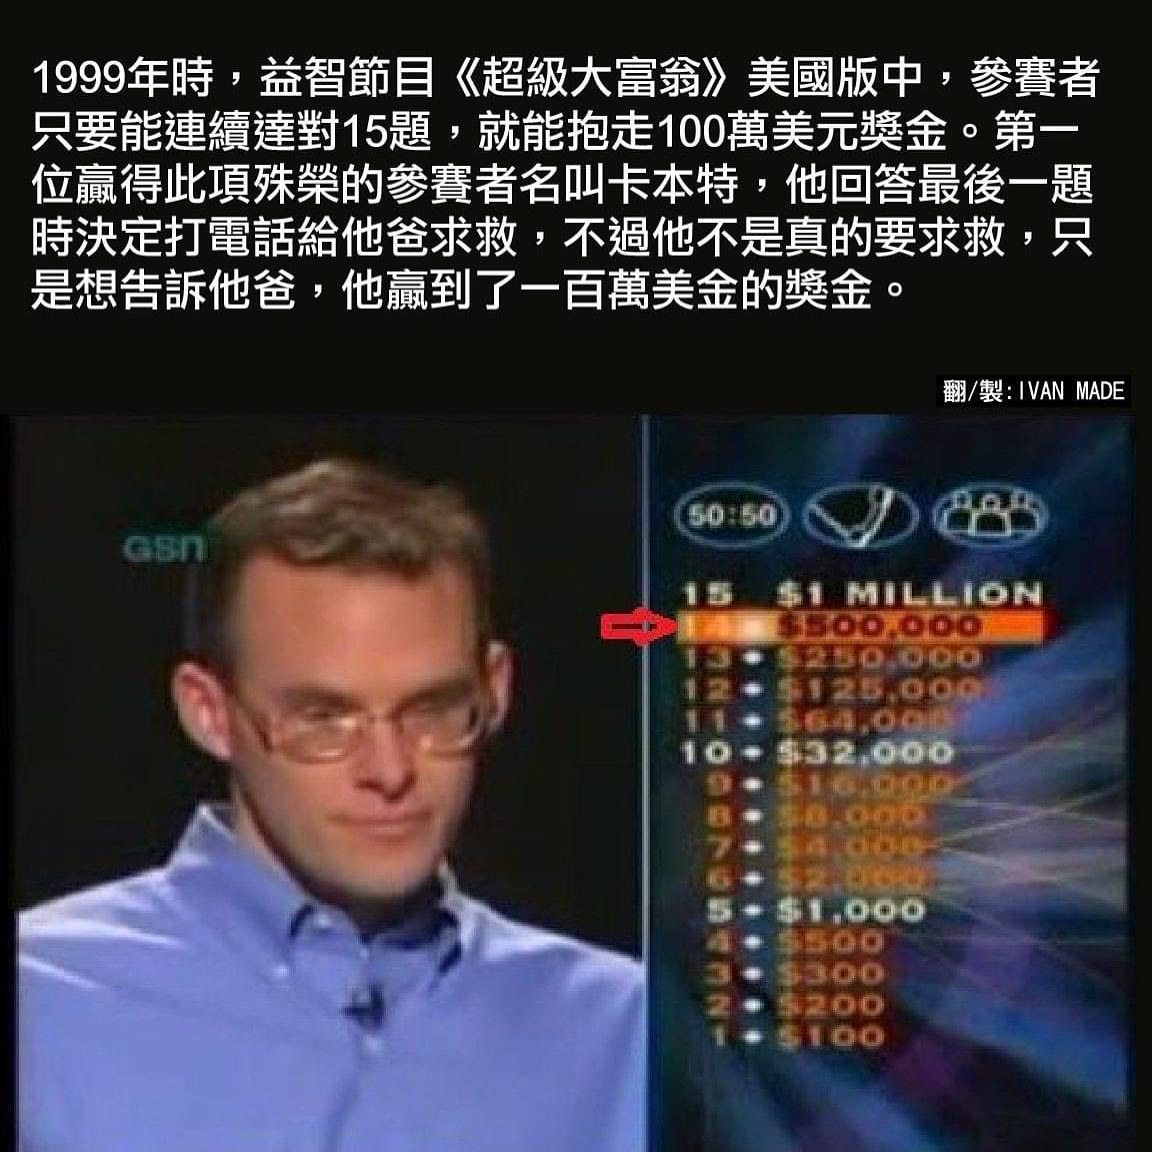 1999年時，益智節目《超級大富翁》美國版中，參賽者
只要能連續達對15題，就能抱走100萬美元獎金。第一
位贏得此項殊榮的參賽者名叫卡本特，他回答最後一題
時決定打電話給他爸求救，不過他不是真的要求救，只
是想告訴他爸，他贏到了一百萬美金的獎金。
翻/製:IVAN MADE
GSN
50:50
15 $1 MILLION
14 $500,000
13 • $250,000
12 • $125,000
11 • $64,000
10 • $32,000
9 • $16,000
8 • $8,000
7 • $4,000
6 • $2,000
5 • $1,000
4 • $500
3 • $300
2 • $200
1 • $100